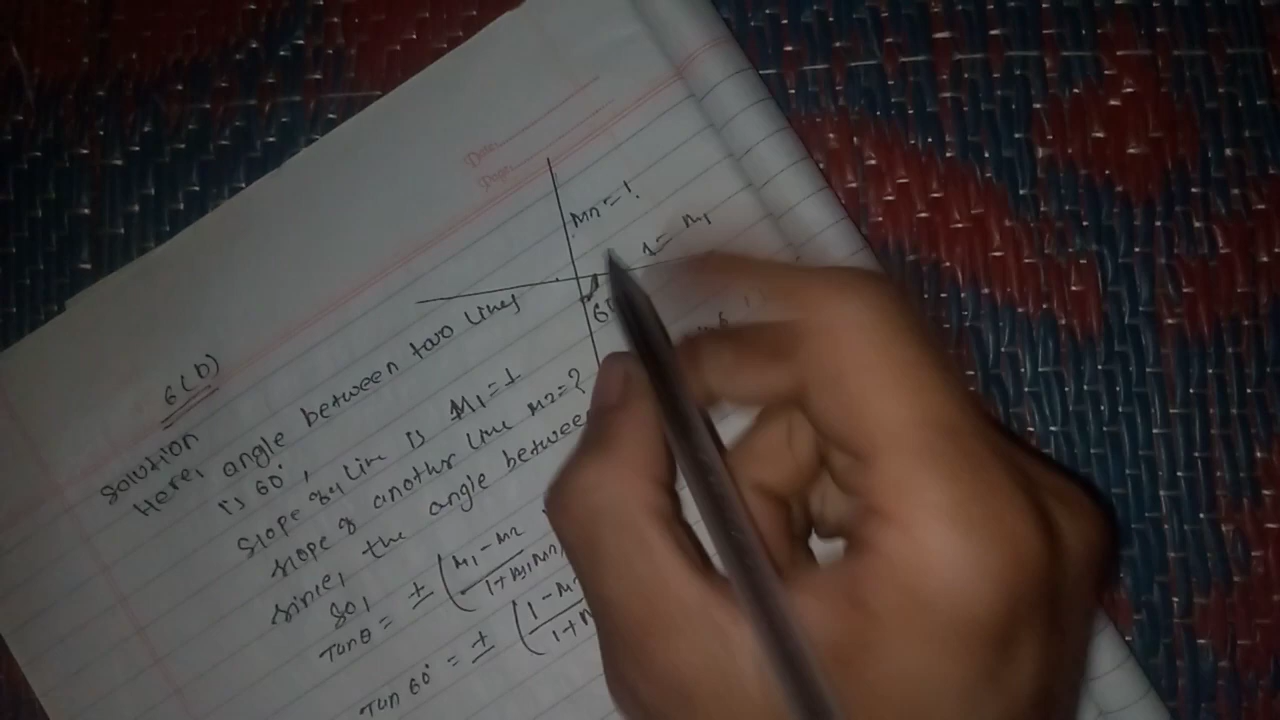 Date:
Page:
m2 = !
1 = m1
60
6(b)
Solution
Here, angle between two lines
is 60°,
slope of line is M1 = 1
slope of another line m2 = ?
since, the angle between
so,
Tanθ = ± (m1 - m2 / 1 + m1m2)
Tan 60° = ± (1 - m / 1 + m